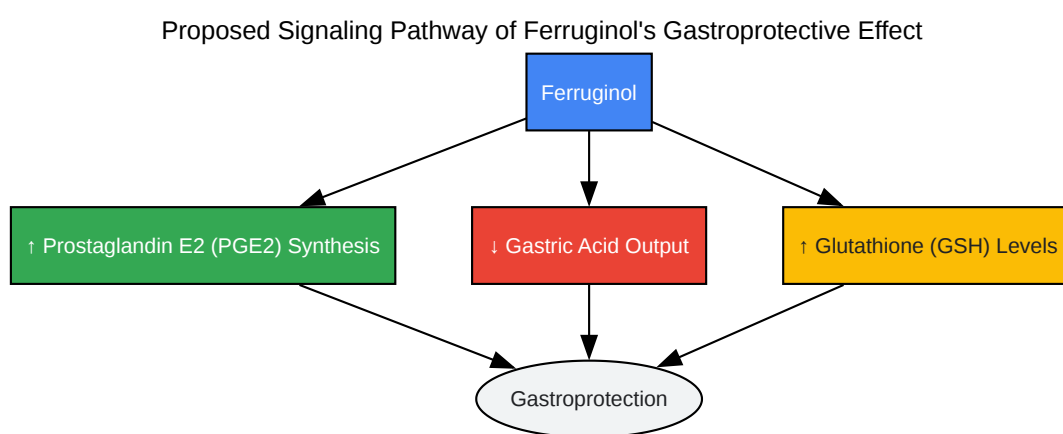 Proposed Signaling Pathway of Ferruginol's Gastroprotective Effect
Ferruginol
↑ Prostaglandin E2 (PGE2) Synthesis
↓ Gastric Acid Output
↑ Glutathione (GSH) Levels
Gastroprotection